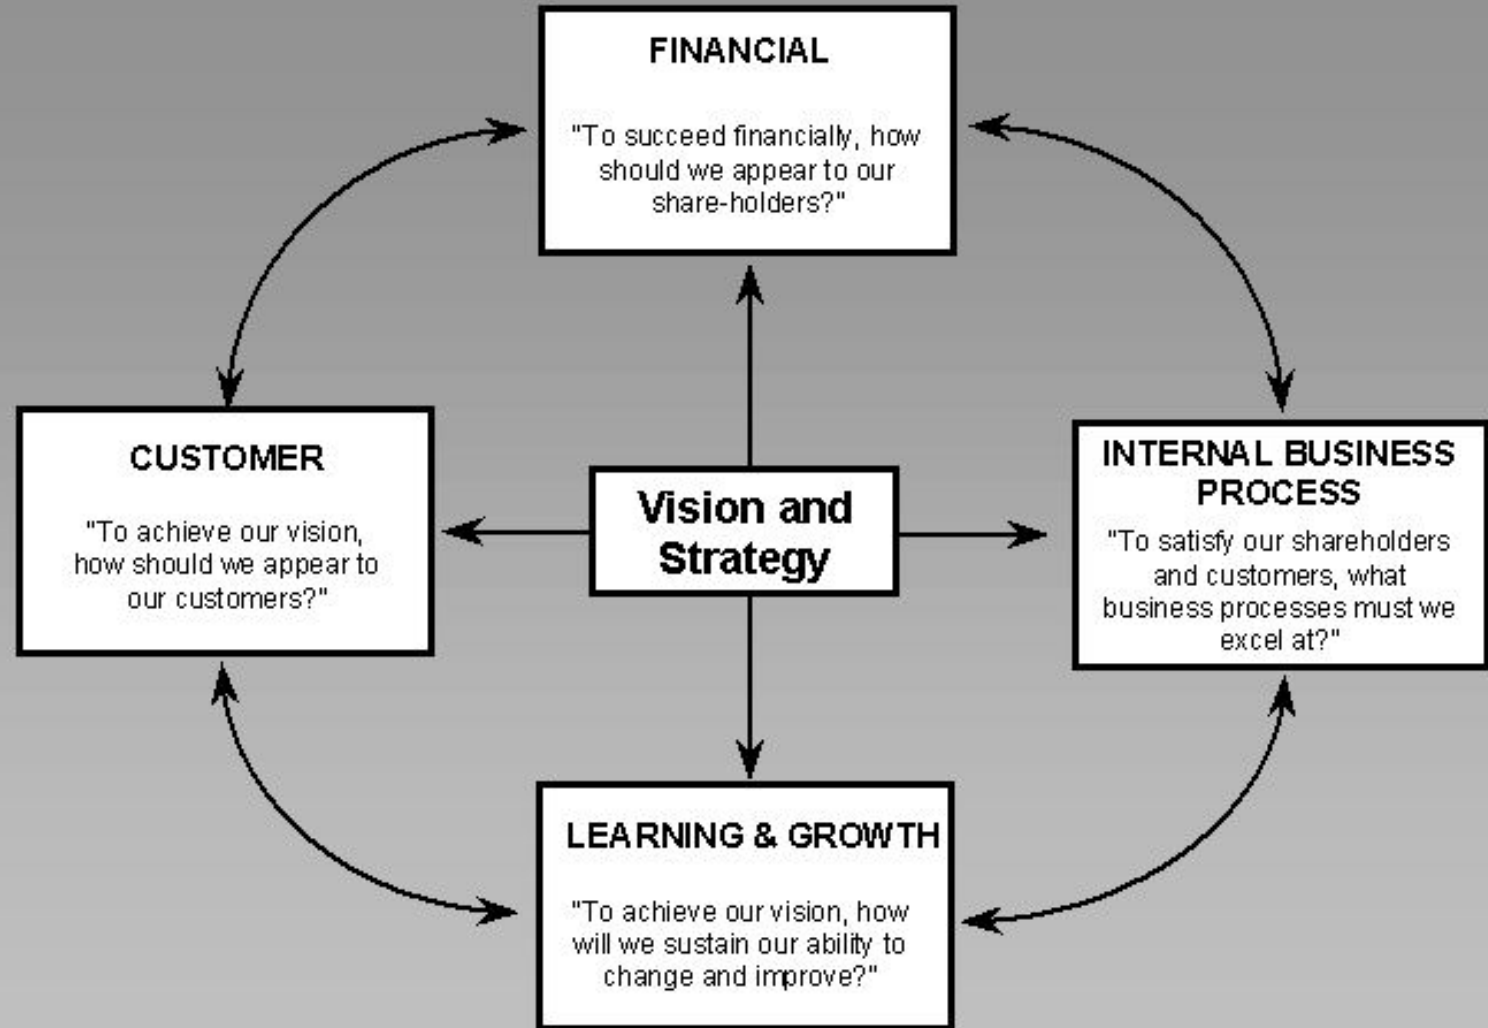 FINANCIAL
"To succeed financially, how
should we appear to our
share-holders?"
CUSTOMER
"To achieve our vision,
how should we appear to
our customers?"
Vision and
Strategy
INTERNAL BUSINESS
PROCESS
"To satisfy our shareholders
and customers, what
business processes must we
excel at?"
LEARNING & GROWTH
"To achieve our vision, how
will we sustain our ability to
change and improve?"